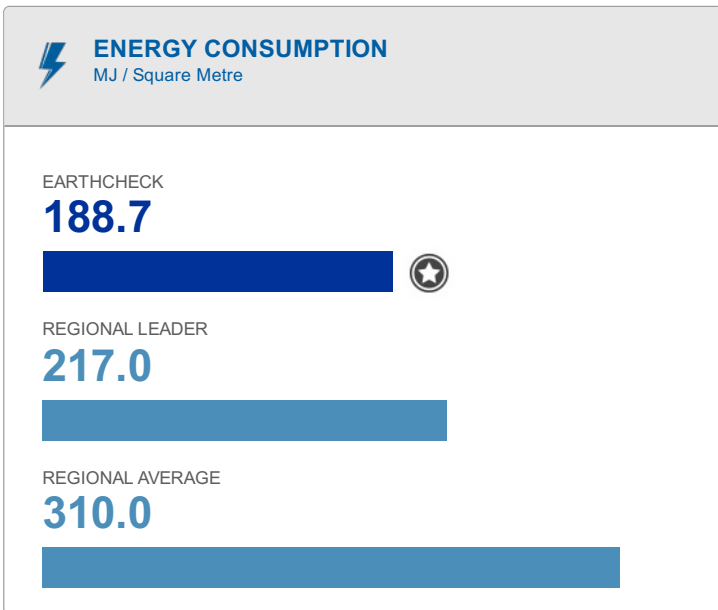 ENERGY CONSUMPTION
MJ / Square Metre
EARTHCHECK
188.7
REGIONAL LEADER
217.0
REGIONAL AVERAGE
310.0